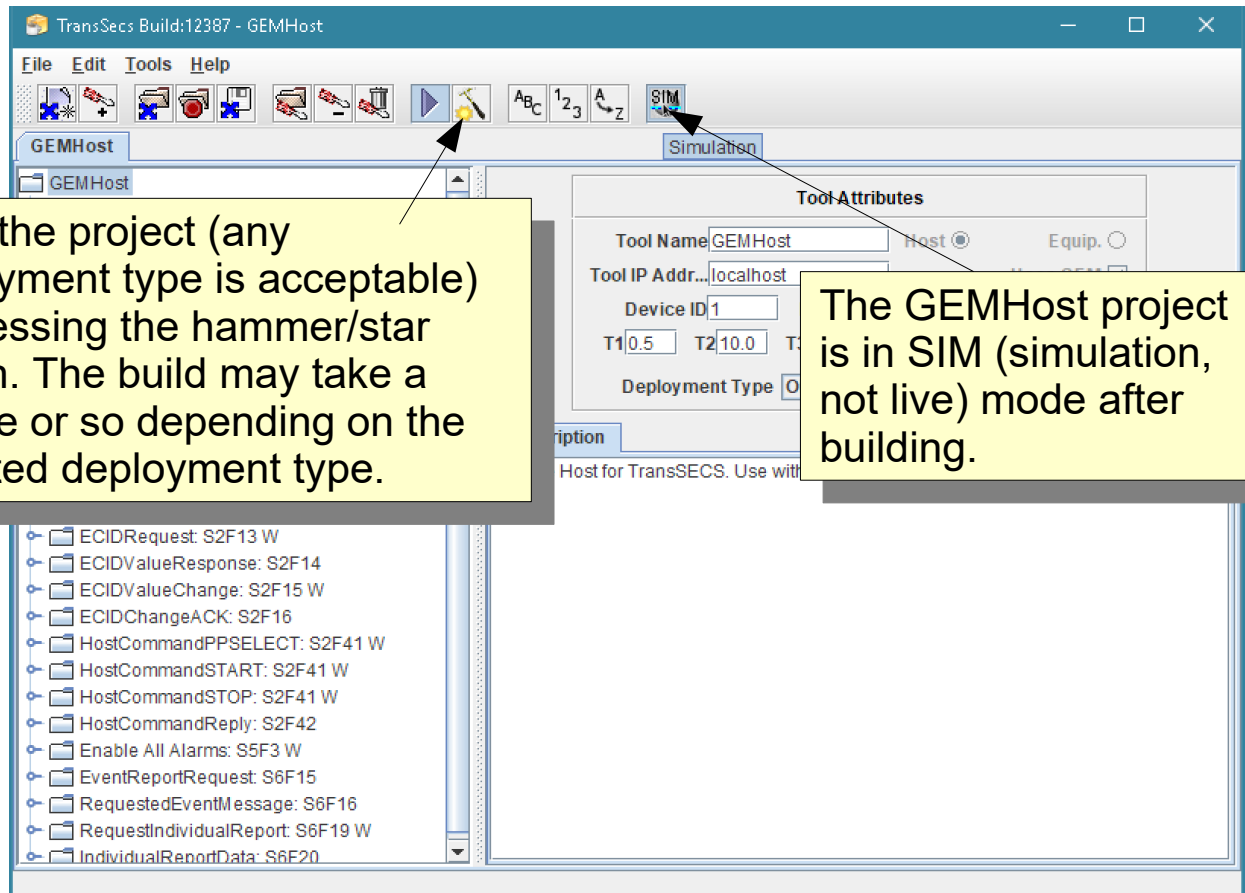 TransSecs Build:12387 - GEMHost
File Edit Tools Help
ABC 123 A Z SIM
GEMHost
Simulation
GEMHost
Tool Attributes
Tool Name GEMHost Host Equip.
Tool IP Addr... localhost
Device ID 1
T1 0.5 T2 10.0
Deployment Type
the project (any
yment type is acceptable)
essing the hammer/star
n. The build may take a
e or so depending on the
ted deployment type.
The GEMHost project
is in SIM (simulation,
not live) mode after
building.
ription
Host for TransSECS. Use with
ECIDRequest: S2F13 W
ECIDValueResponse: S2F14
ECIDValueChange: S2F15 W
ECIDChangeACK: S2F16
HostCommandPPSELECT: S2F41 W
HostCommandSTART: S2F41 W
HostCommandSTOP: S2F41 W
HostCommandReply: S2F42
Enable All Alarms: S5F3 W
EventReportRequest: S6F15
RequestedEventMessage: S6F16
RequestIndividualReport: S6F19 W
IndividualReportData: S6F20